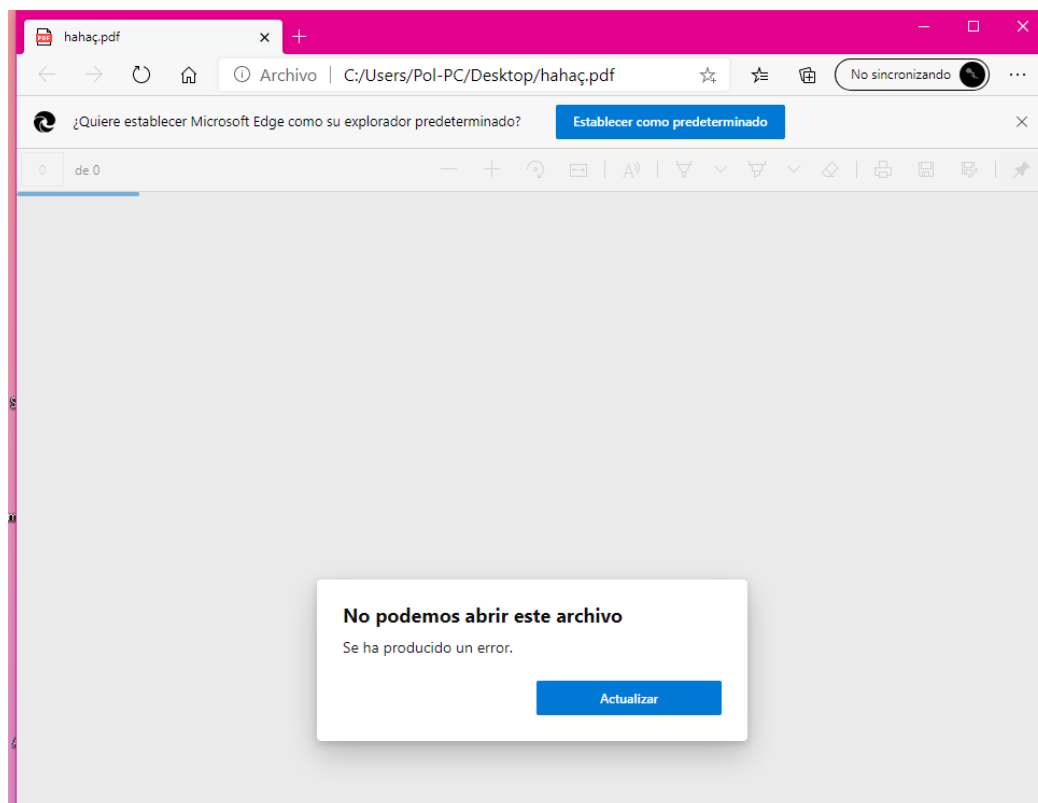 hahaç.pdf
Archivo | C:/Users/Pol-PC/Desktop/hahaç.pdf No sincronizando
¿Quiere establecer Microsoft Edge como su explorador predeterminado? Establecer como predeterminado
0 de 0
No podemos abrir este archivo
Se ha producido un error.
Actualizar